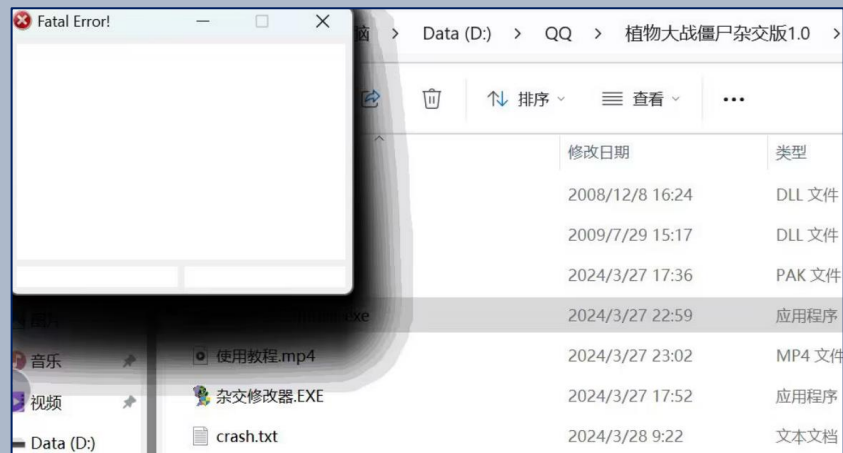 Fatal Error!
Data (D:) > QQ > 植物大战僵尸杂交版1.0 >
排序 查看 •••
修改日期 类型
2008/12/8 16:24 DLL 文件
2009/7/29 15:17 DLL 文件
2024/3/27 17:36 PAK 文件
exe 2024/3/27 22:59 应用程序
音乐 使用教程.mp4 2024/3/27 23:02 MP4 文件
视频 杂交修改器.EXE 2024/3/27 17:52 应用程序
Data (D:) crash.txt 2024/3/28 9:22 文本文档